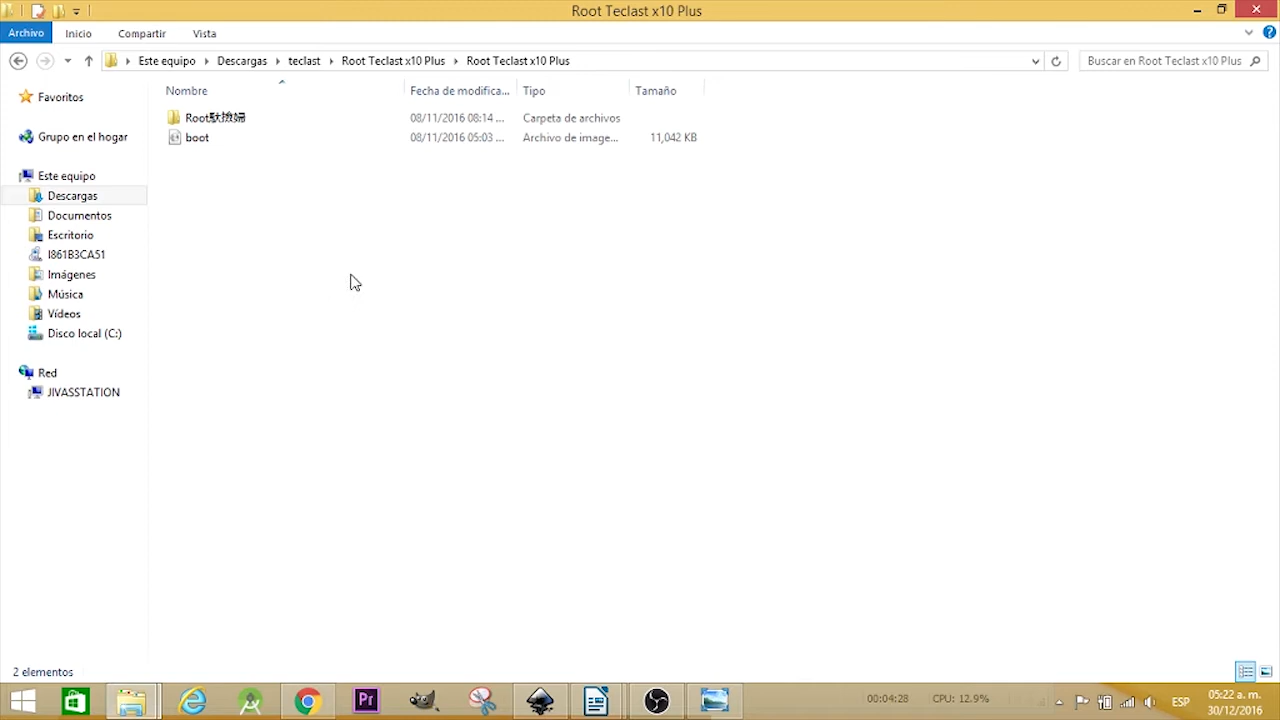 Root Teclast x10 Plus
Archivo Inicio Compartir Vista
Este equipo Descargas teclast Root Teclast x10 Plus Root Teclast x10 Plus
Buscar en Root Teclast x10 Plus
Nombre Fecha de modifica... Tipo Tamaño
Root 08/11/2016 08:14 ... Carpeta de archivos
boot 08/11/2016 05:03 ... Archivo de image... 11,042 KB
Favoritos
Grupo en el hogar
Este equipo
Descargas
Documentos
Escritorio
I861B3CA51
Imágenes
Música
Vídeos
Disco local (C:)
Red
JIVASSTATION
2 elementos
Pr
00:04:28 CPU: 12.9%
ESP
05:22 a. m.
30/12/2016